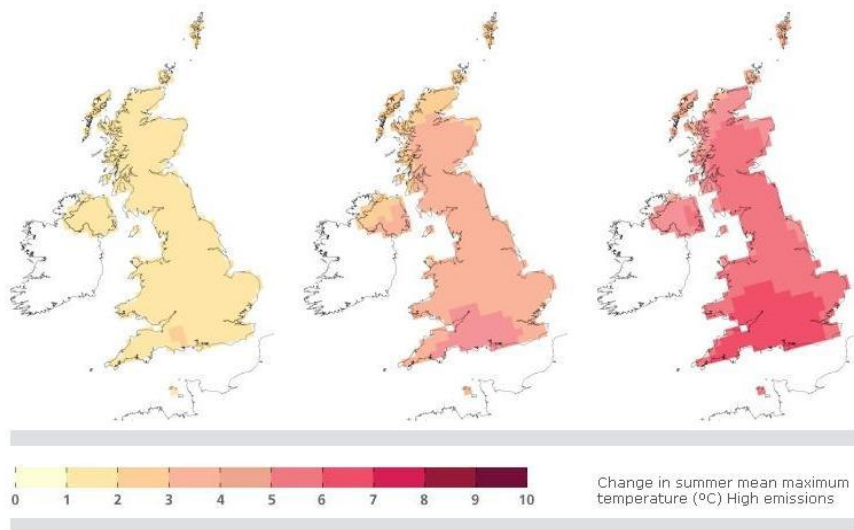 0 1 2 3 4 5 6 7 8 9 10
Change in summer mean maximum
temperature (ºC) High emissions